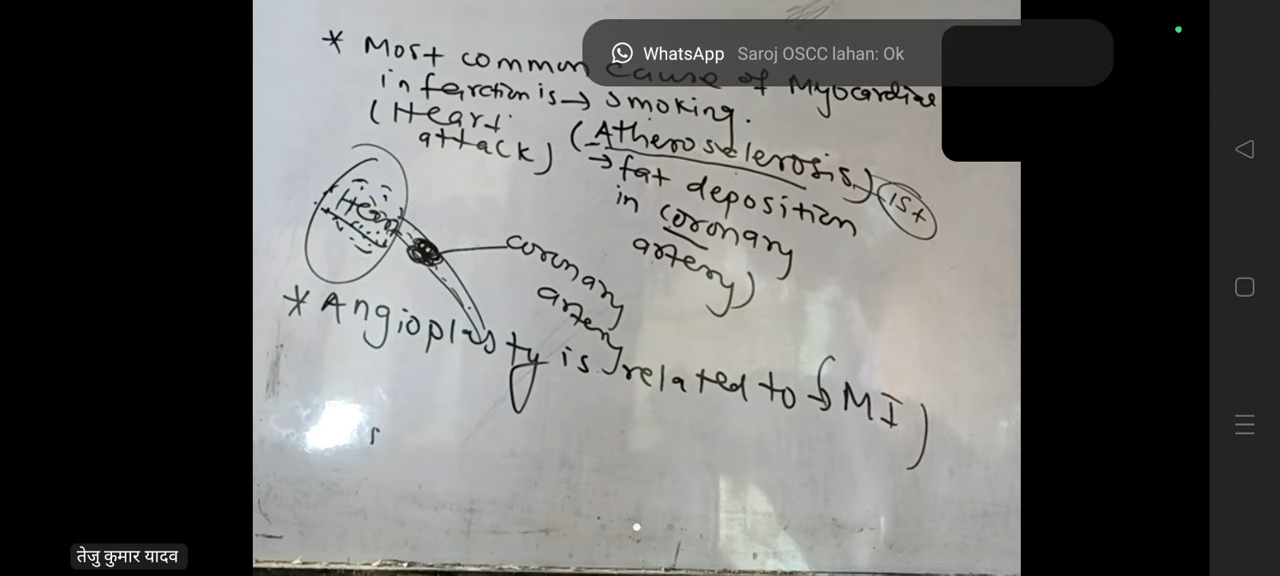 WhatsApp Saroj OSCC lahan: Ok
* Most common cause of Myocardial
infarction is → smoking.
(Heart attack)
(Atherosclerosis) 1st
→ fat deposition
in coronary
artery)
Heart
coronary
artery
* Angioplasty is related to → MI)
तेजु कुमार यादव